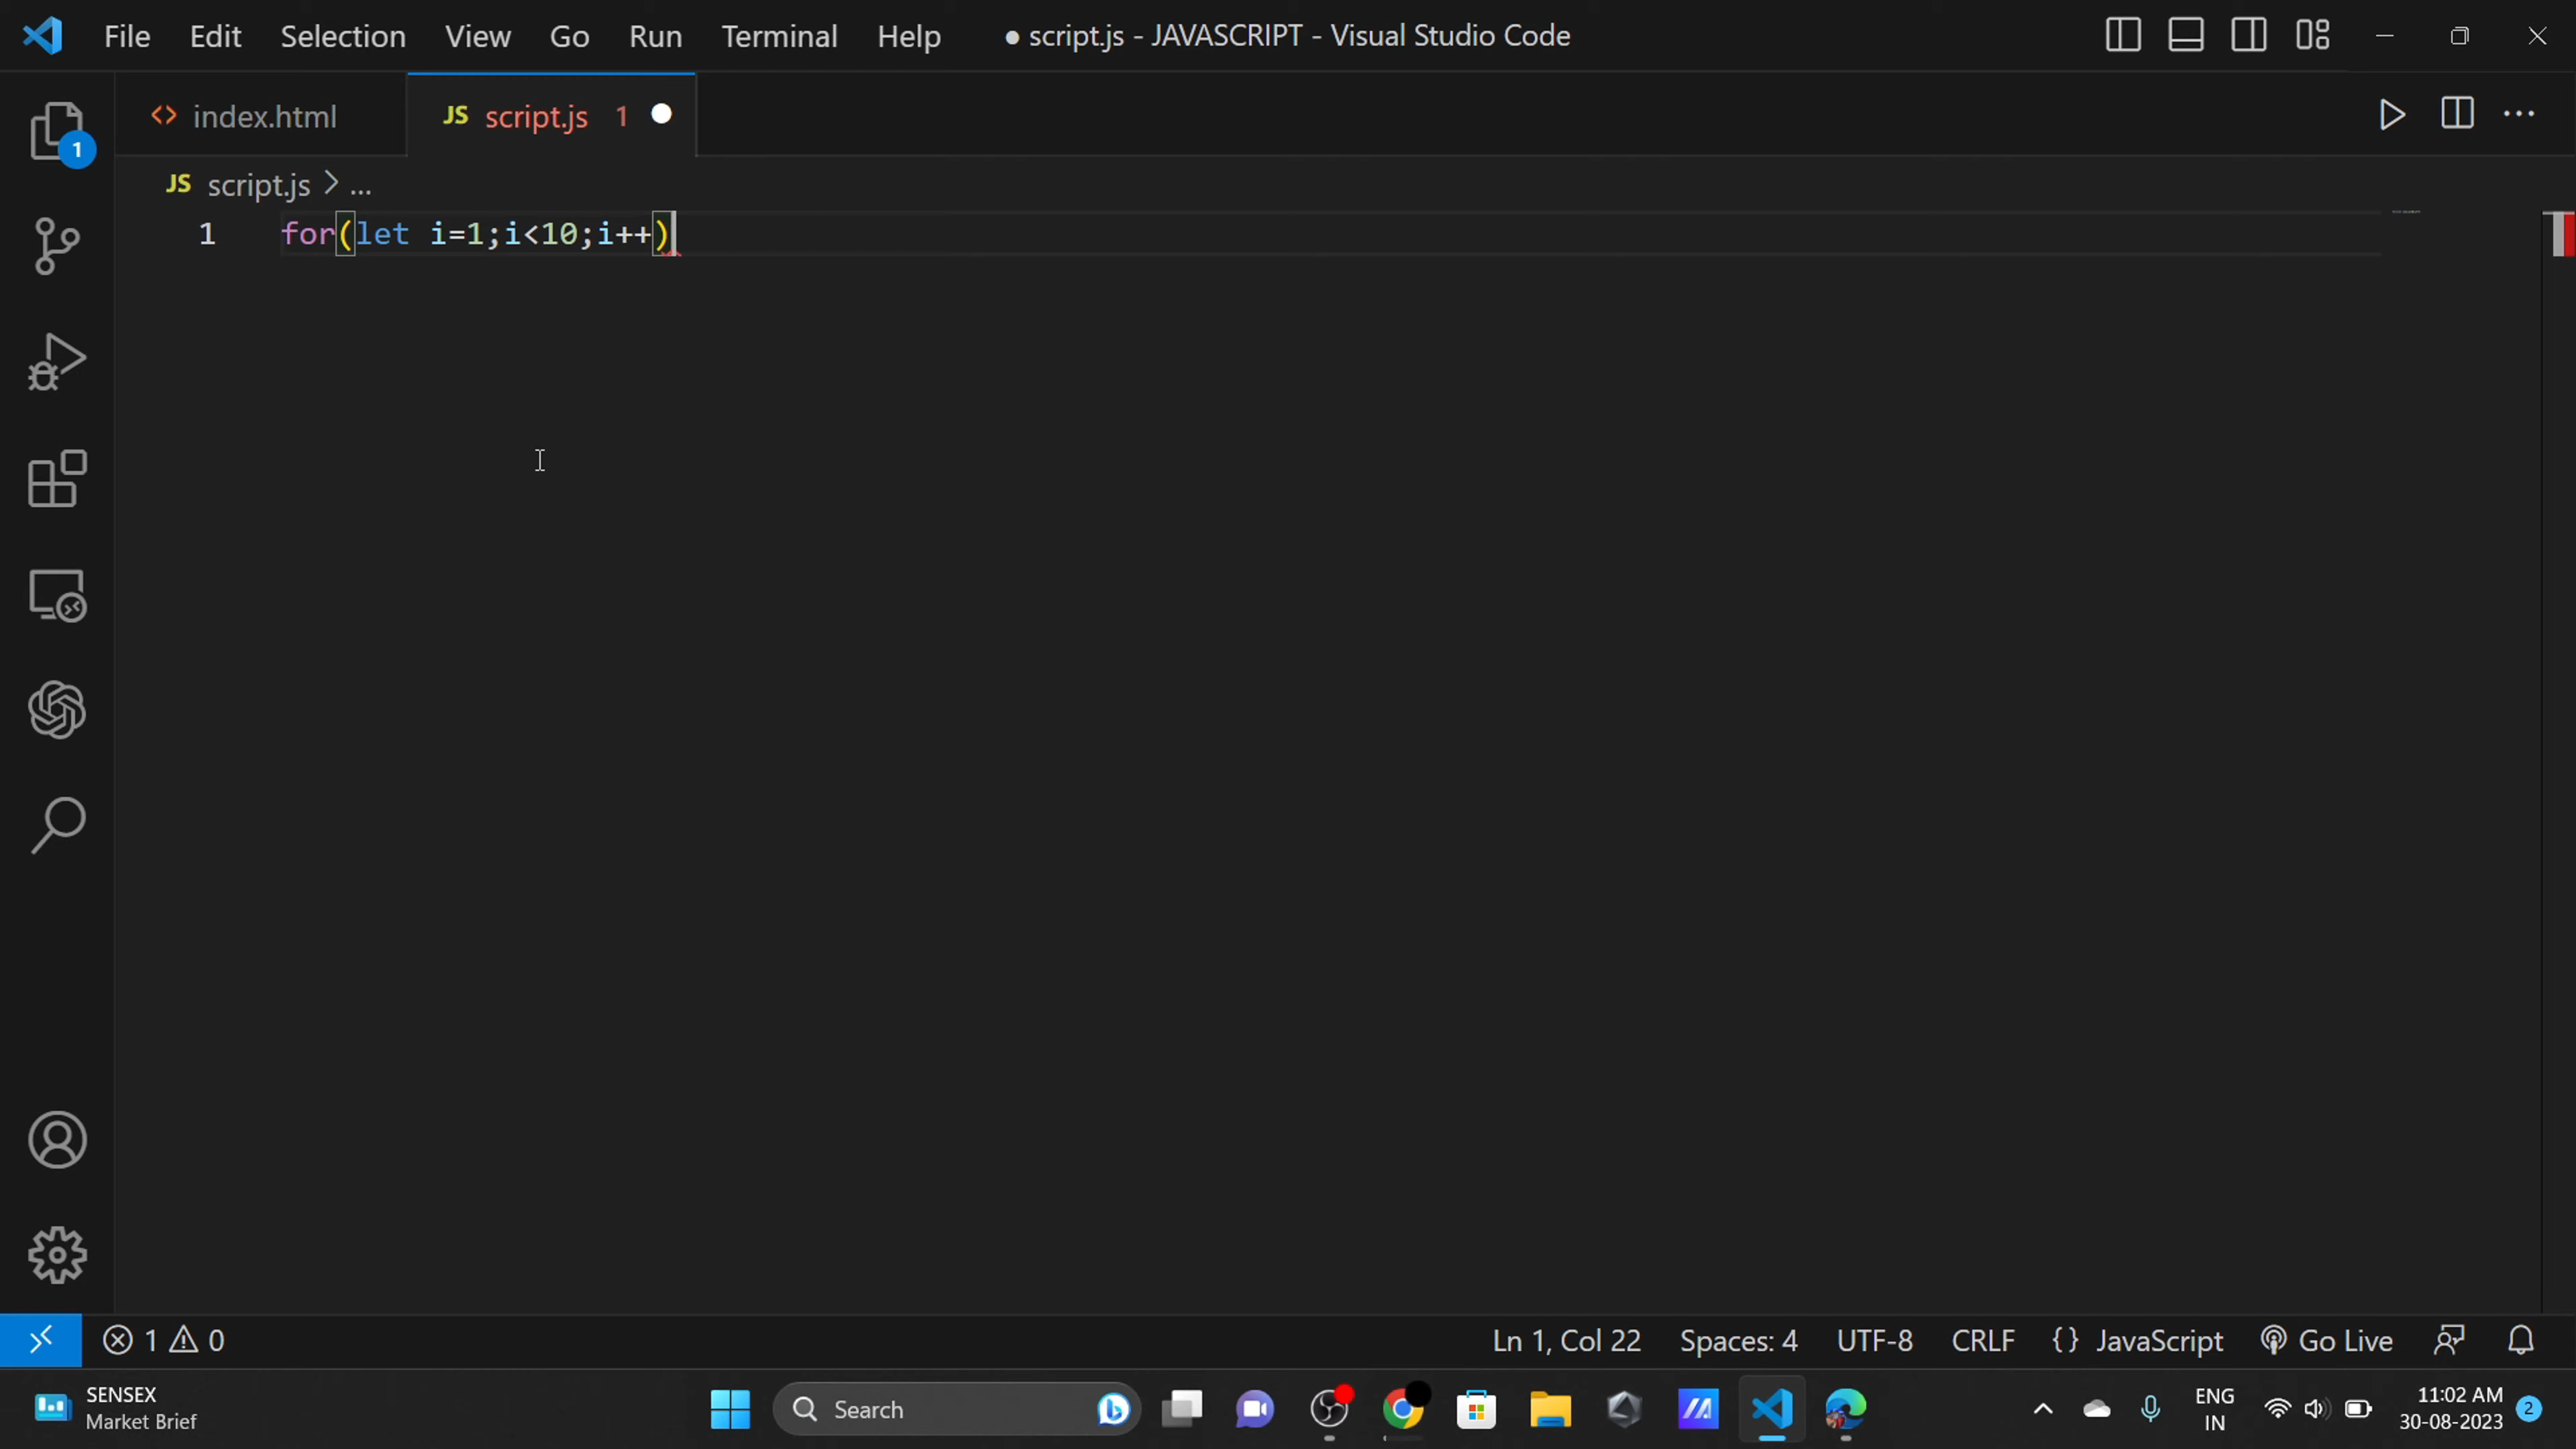 File Edit Selection View Go Run Terminal Help ● script.js - JAVASCRIPT - Visual Studio Code
index.html JS script.js 1
1
JS script.js > ...
1 for(let i=1;i<10;i++)
1 0 Ln 1, Col 22 Spaces: 4 UTF-8 CRLF {} JavaScript Go Live
SENSEX
Market Brief
Search
ENG
IN
11:02 AM
30-08-2023
2